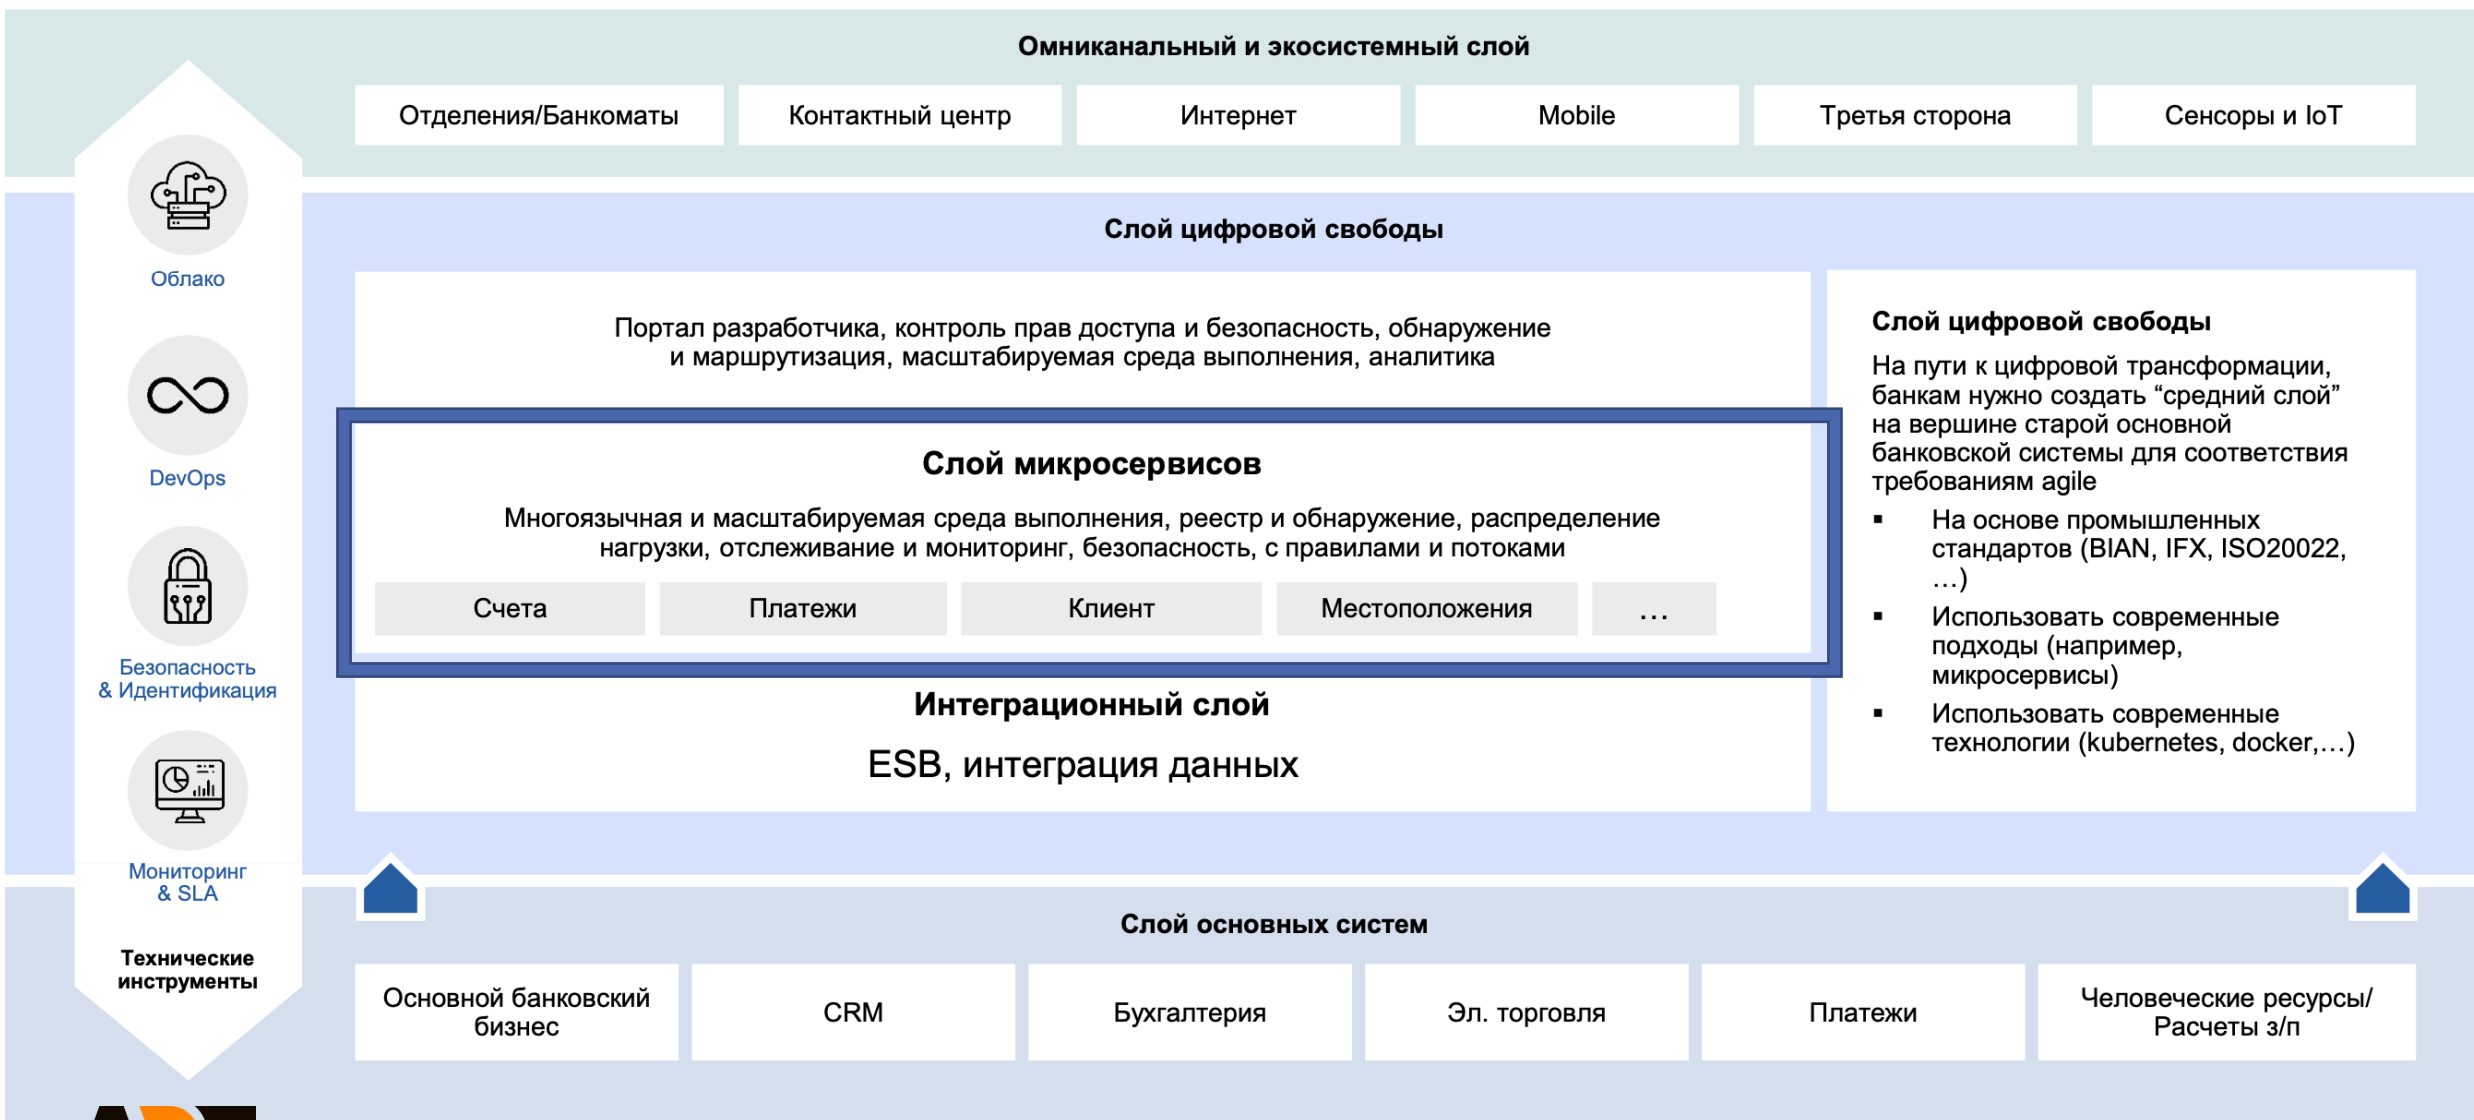 Омниканальный и экосистемный слой
Отделения/Банкоматы
Контактный центр
Интернет
Mobile
Третья сторона
Сенсоры и IoT
Облако
DevOps
Безопасность
& Идентификация
Мониторинг
& SLA
Технические
инструменты
Слой цифровой свободы
Портал разработчика, контроль прав доступа и безопасность, обнаружение
и маршрутизация, масштабируемая среда выполнения, аналитика
Слой микросервисов
Многоязычная и масштабируемая среда выполнения, реестр и обнаружение, распределение
нагрузки, отслеживание и мониторинг, безопасность, с правилами и потоками
Счета
Платежи
Клиент
Местоположения
...
Интеграционный слой
ESB, интеграция данных
Слой цифровой свободы
На пути к цифровой трансформации,
банкам нужно создать “средний слой”
на вершине старой основной
банковской системы для соответствия
требованиям agile
▪ На основе промышленных
стандартов (BIAN, IFX, ISO20022,
…)
▪ Использовать современные
подходы (например,
микросервисы)
▪ Использовать современные
технологии (kubernetes, docker,…)
Слой основных систем
Основной банковский
бизнес
CRM
Бухгалтерия
Эл. торговля
Платежи
Человеческие ресурсы/
Расчеты з/п